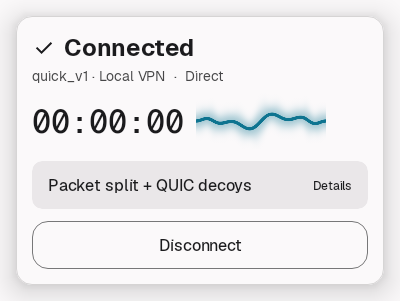 Connected
quick_v1 · Local VPN · Direct
00:00:00
Packet split + QUIC decoys Details
Disconnect